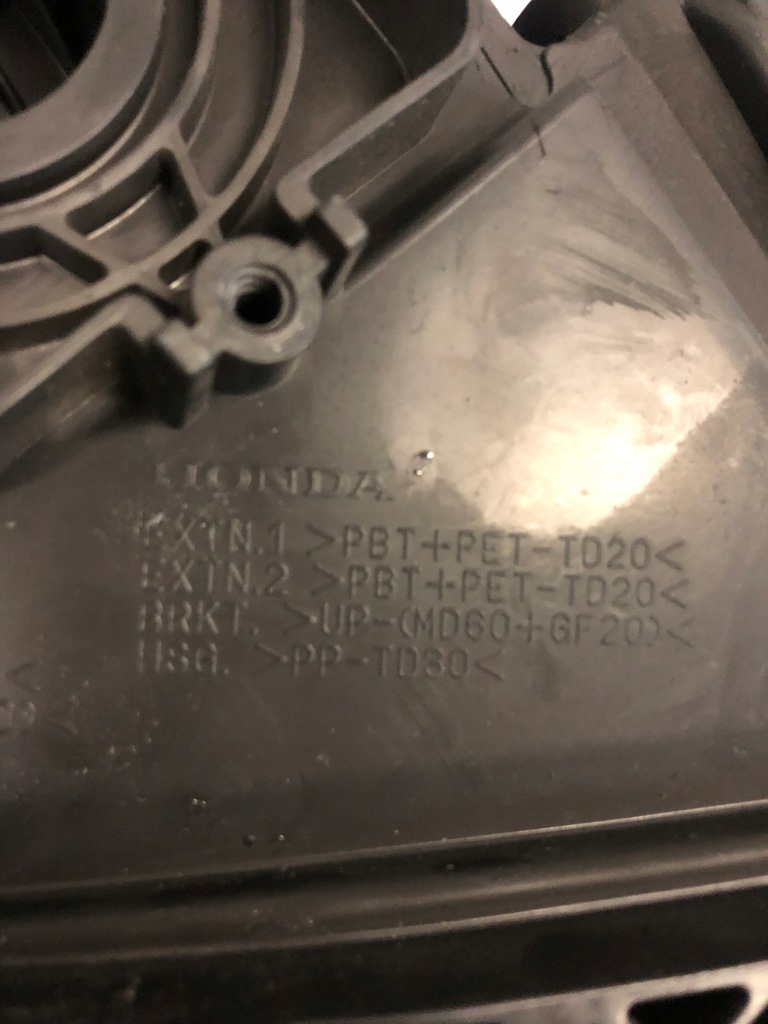 HONDA
EXTN.1 >PBT+PET-TD20<
EXTN.2 >PBT+PET-TD20<
BRKT. >UP-(MD60+GF20)<
HSG. >PP-TD30<